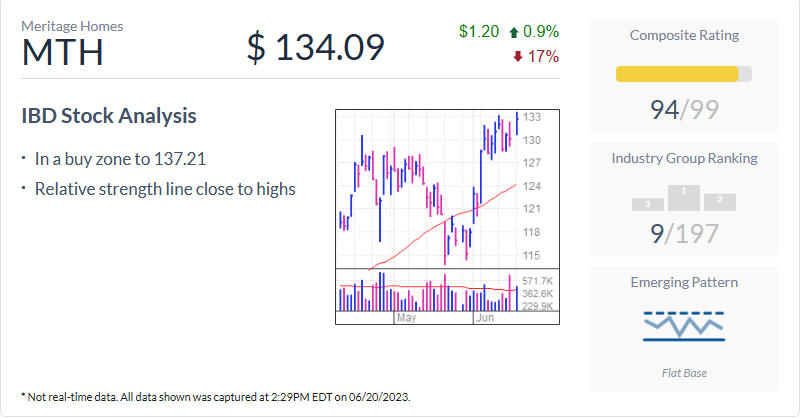 Meritage Homes
MTH
$ 134.09
$1.20 0.9%
17%
IBD Stock Analysis
• In a buy zone to 137.21
• Relative strength line close to highs
133
130
127
124
121
118
115
571.7K
362.6K
229.9K
May Jun
Composite Rating
94/99
Industry Group Ranking
3 1 2
9/197
Emerging Pattern
Flat Base
* Not real-time data. All data shown was captured at 2:29PM EDT on 06/20/2023.